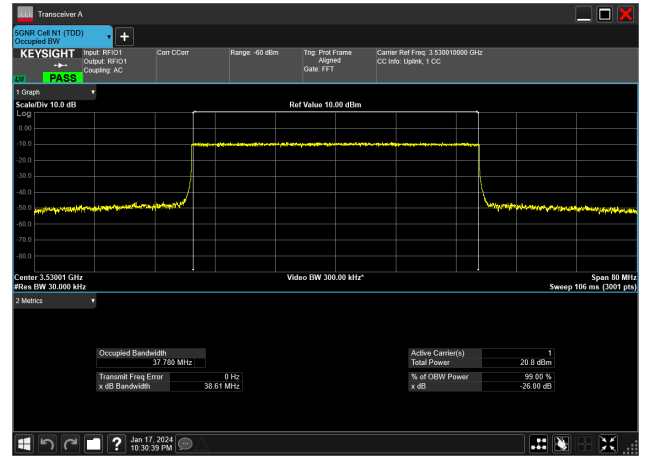 Transceiver A
5GNR Cell N1 (TDD)
Occupied BW
KEYSIGHT
LXI
PASS
Input: RFIO1
Output: RFIO1
Coupling: AC
Corr CCorr
Range: -60 dBm
Trig: Prot Frame
Aligned
Gate: FFT
Carrier Ref Freq: 3.530010000 GHz
CC Info: Uplink, 1 CC
1 Graph
Scale/Div 10.0 dB
Ref Value 10.00 dBm
Log
0.00
-10.0
-20.0
-30.0
-40.0
-50.0
-60.0
-70.0
-80.0
Center 3.53001 GHz
Video BW 300.00 kHz*
Span 80 MHz
#Res BW 30.000 kHz
Sweep 106 ms (3001 pts)
2 Metrics
Occupied Bandwidth
37.780 MHz
Transmit Freq Error 0 Hz
x dB Bandwidth 38.61 MHz
Active Carrier(s) 1
Total Power 20.8 dBm
% of OBW Power 99.00 %
x dB -26.00 dB
Jan 17, 2024
10:30:39 PM